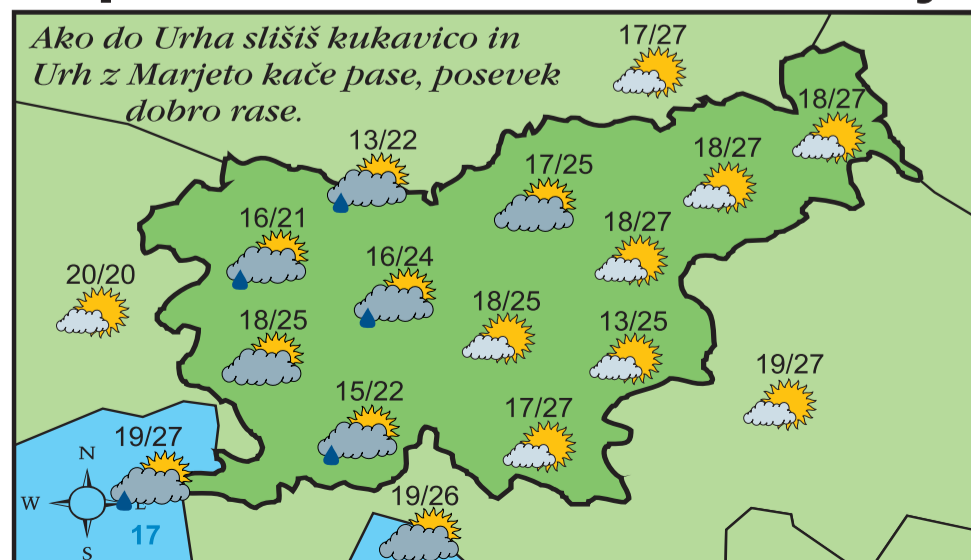 Ako do Urha slišiš kukavico in
Urh z Marjeto kače pase, posevek
dobro rase.
17/27
18/27
13/22
17/25
18/27
16/21
18/27
16/24
20/20
18/25
18/25
13/25
19/27
15/22
17/27
19/27
N
W
E
S
17
19/26